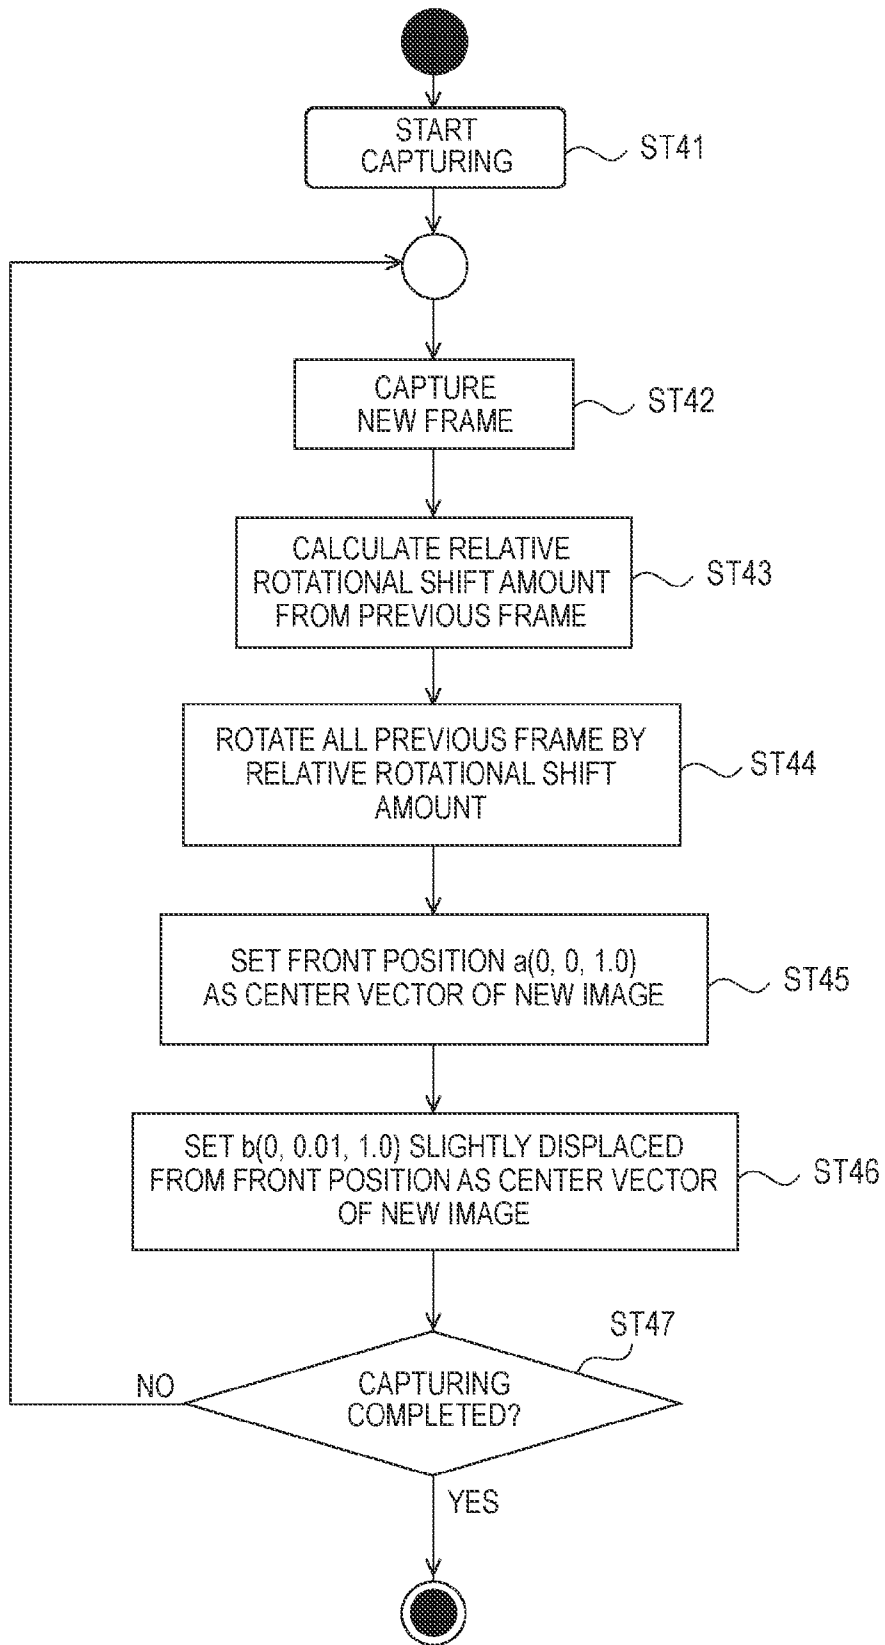 START
CAPTURING
ST41
CAPTURE
NEW FRAME
ST42
CALCULATE RELATIVE
ROTATIONAL SHIFT AMOUNT
FROM PREVIOUS FRAME
ST43
ROTATE ALL PREVIOUS FRAME BY
RELATIVE ROTATIONAL SHIFT
AMOUNT
ST44
SET FRONT POSITION a(0, 0, 1.0)
AS CENTER VECTOR OF NEW IMAGE
ST45
SET b(0, 0.01, 1.0) SLIGHTLY DISPLACED
FROM FRONT POSITION AS CENTER VECTOR
OF NEW IMAGE
ST46
ST47
CAPTURING
COMPLETED?
NO
YES